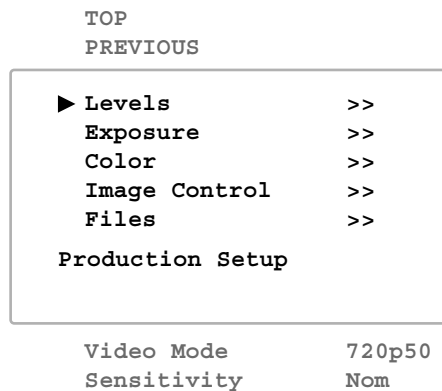 TOP
PREVIOUS
Levels >>
Exposure >>
Color >>
Image Control >>
Files >>
Production Setup
Video Mode 720p50
Sensitivity Nom